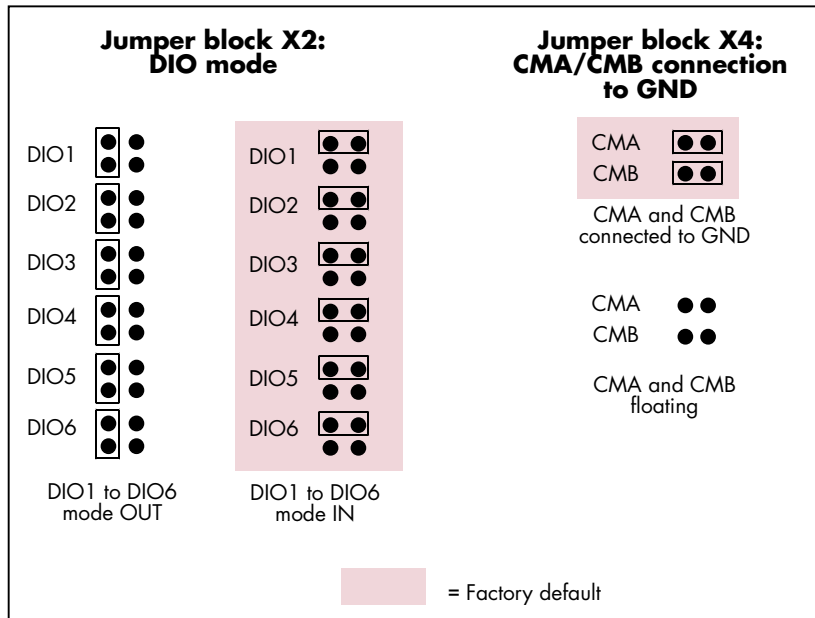 Jumper block X2:
DIO mode
DIO1
DIO2
DIO3
DIO4
DIO5
DIO6
DIO1 to DIO6
mode OUT
DIO1
DIO2
DIO3
DIO4
DIO5
DIO6
DIO1 to DIO6
mode IN
Jumper block X4:
CMA/CMB connection
to GND
CMA
CMB
CMA and CMB
connected to GND
CMA
CMB
CMA and CMB
floating
= Factory default